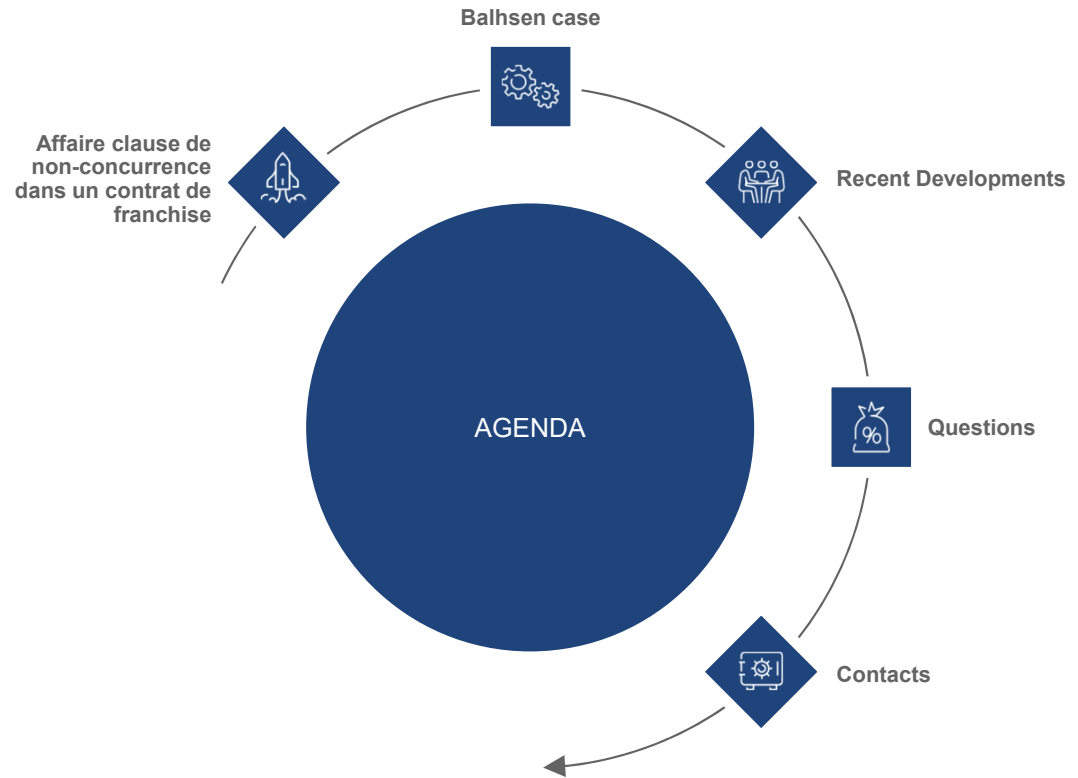 Balhsen case
Affaire clause de
non-concurrence
dans un contrat de
franchise
Recent Developments
AGENDA
Questions
%
Contacts